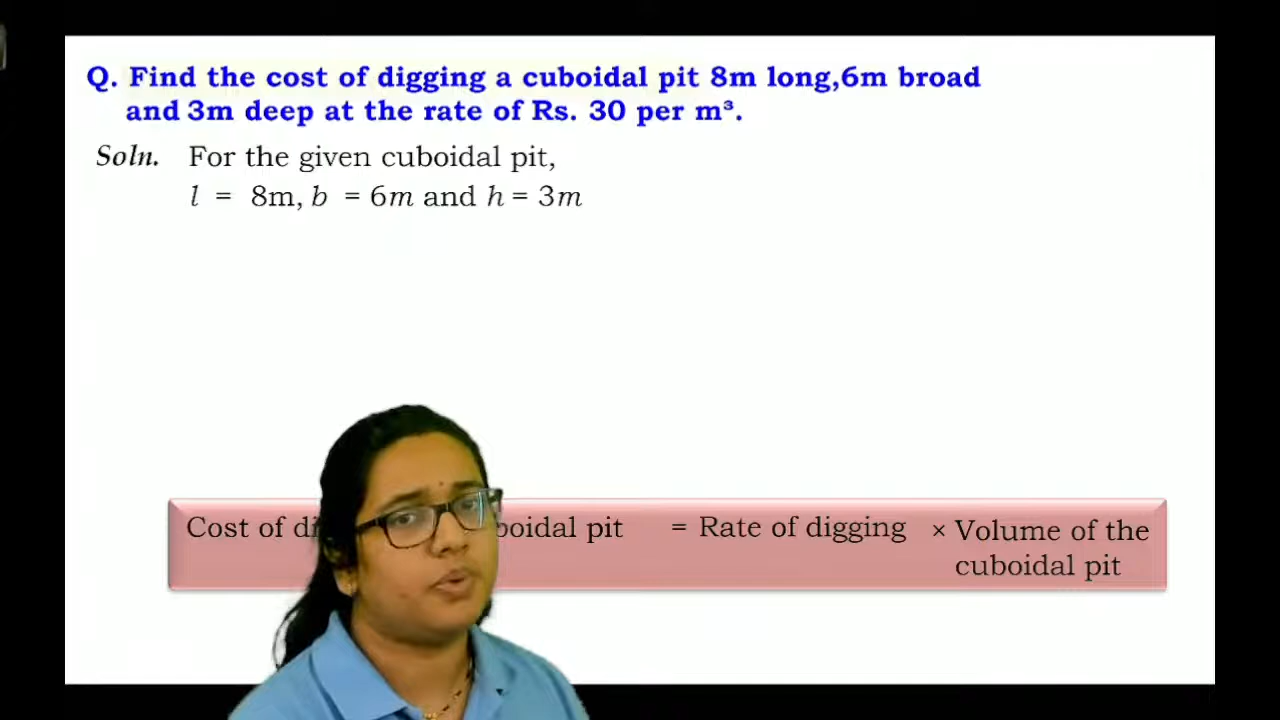 Q. Find the cost of digging a cuboidal pit 8m long,6m broad
and 3m deep at the rate of Rs. 30 per m³.
Soln. For the given cuboidal pit,
l = 8m, b = 6m and h = 3m
Cost of pit = Rate of digging × Volume of the
cuboidal pit